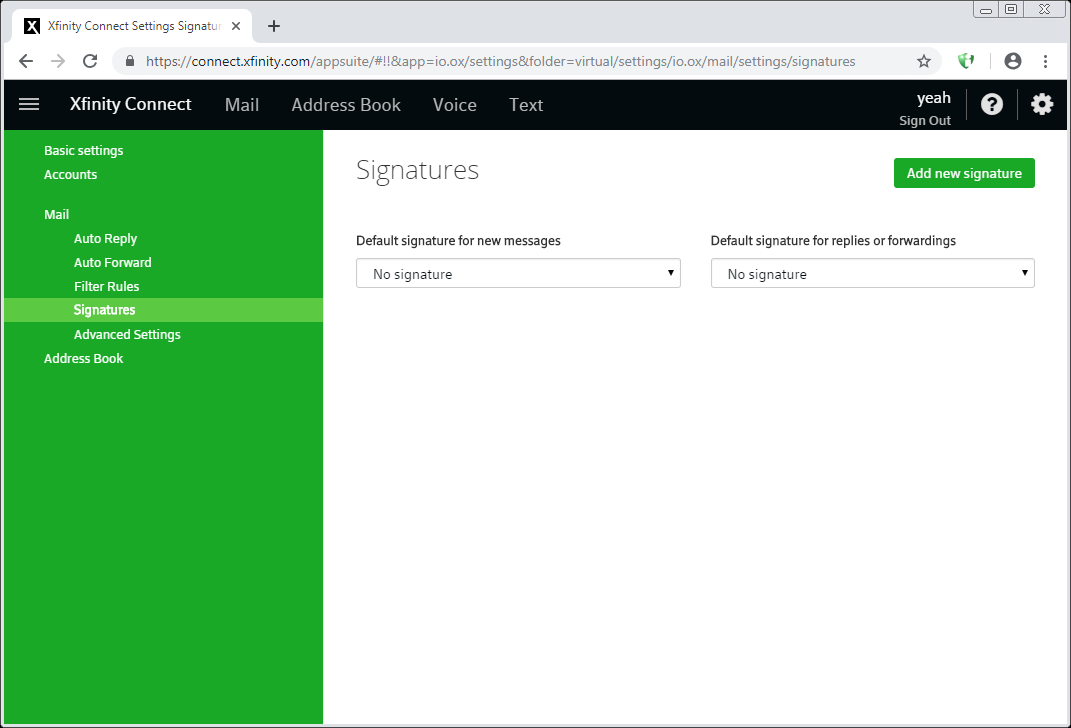 X Xfinity Connect Settings Signatur
https://connect.xfinity.com/appsuite/#!!&app=io.ox/settings&folder=virtual/settings/io.ox/mail/settings/signatures
Xfinity Connect Mail Address Book Voice Text
yeah
Sign Out
Basic settings
Accounts
Mail
Auto Reply
Auto Forward
Filter Rules
Signatures
Advanced Settings
Address Book
Signatures
Add new signature
Default signature for new messages
No signature
Default signature for replies or forwardings
No signature